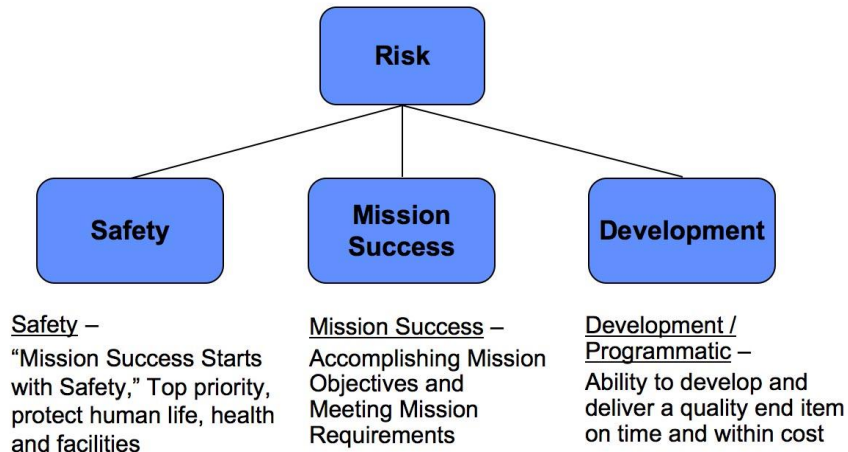 Risk
Safety
Mission
Success
Development
Safety –
“Mission Success Starts
with Safety,” Top priority,
protect human life, health
and facilities
Mission Success –
Accomplishing Mission
Objectives and
Meeting Mission
Requirements
Development /
Programmatic –
Ability to develop and
deliver a quality end item
on time and within cost